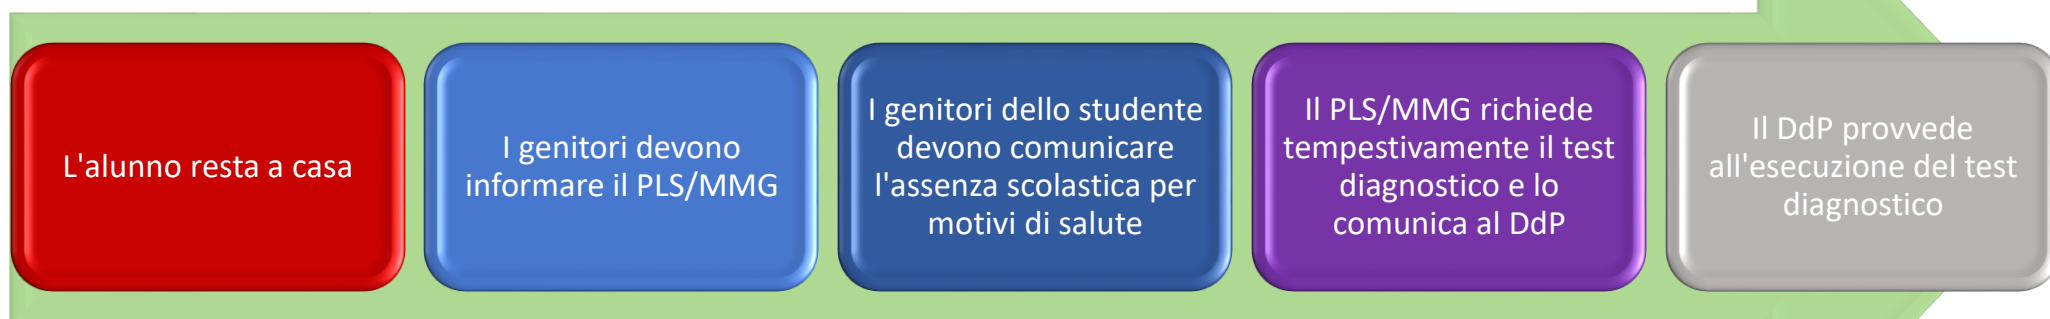 L'alunno resta a casa
I genitori devono
informare il PLS/MMG
I genitori dello studente
devono comunicare
l'assenza scolastica per
motivi di salute
Il PLS/MMG richiede
tempestivamente il test
diagnostico e lo
comunica al DdP
Il DdP provvede
all'esecuzione del test
diagnostico